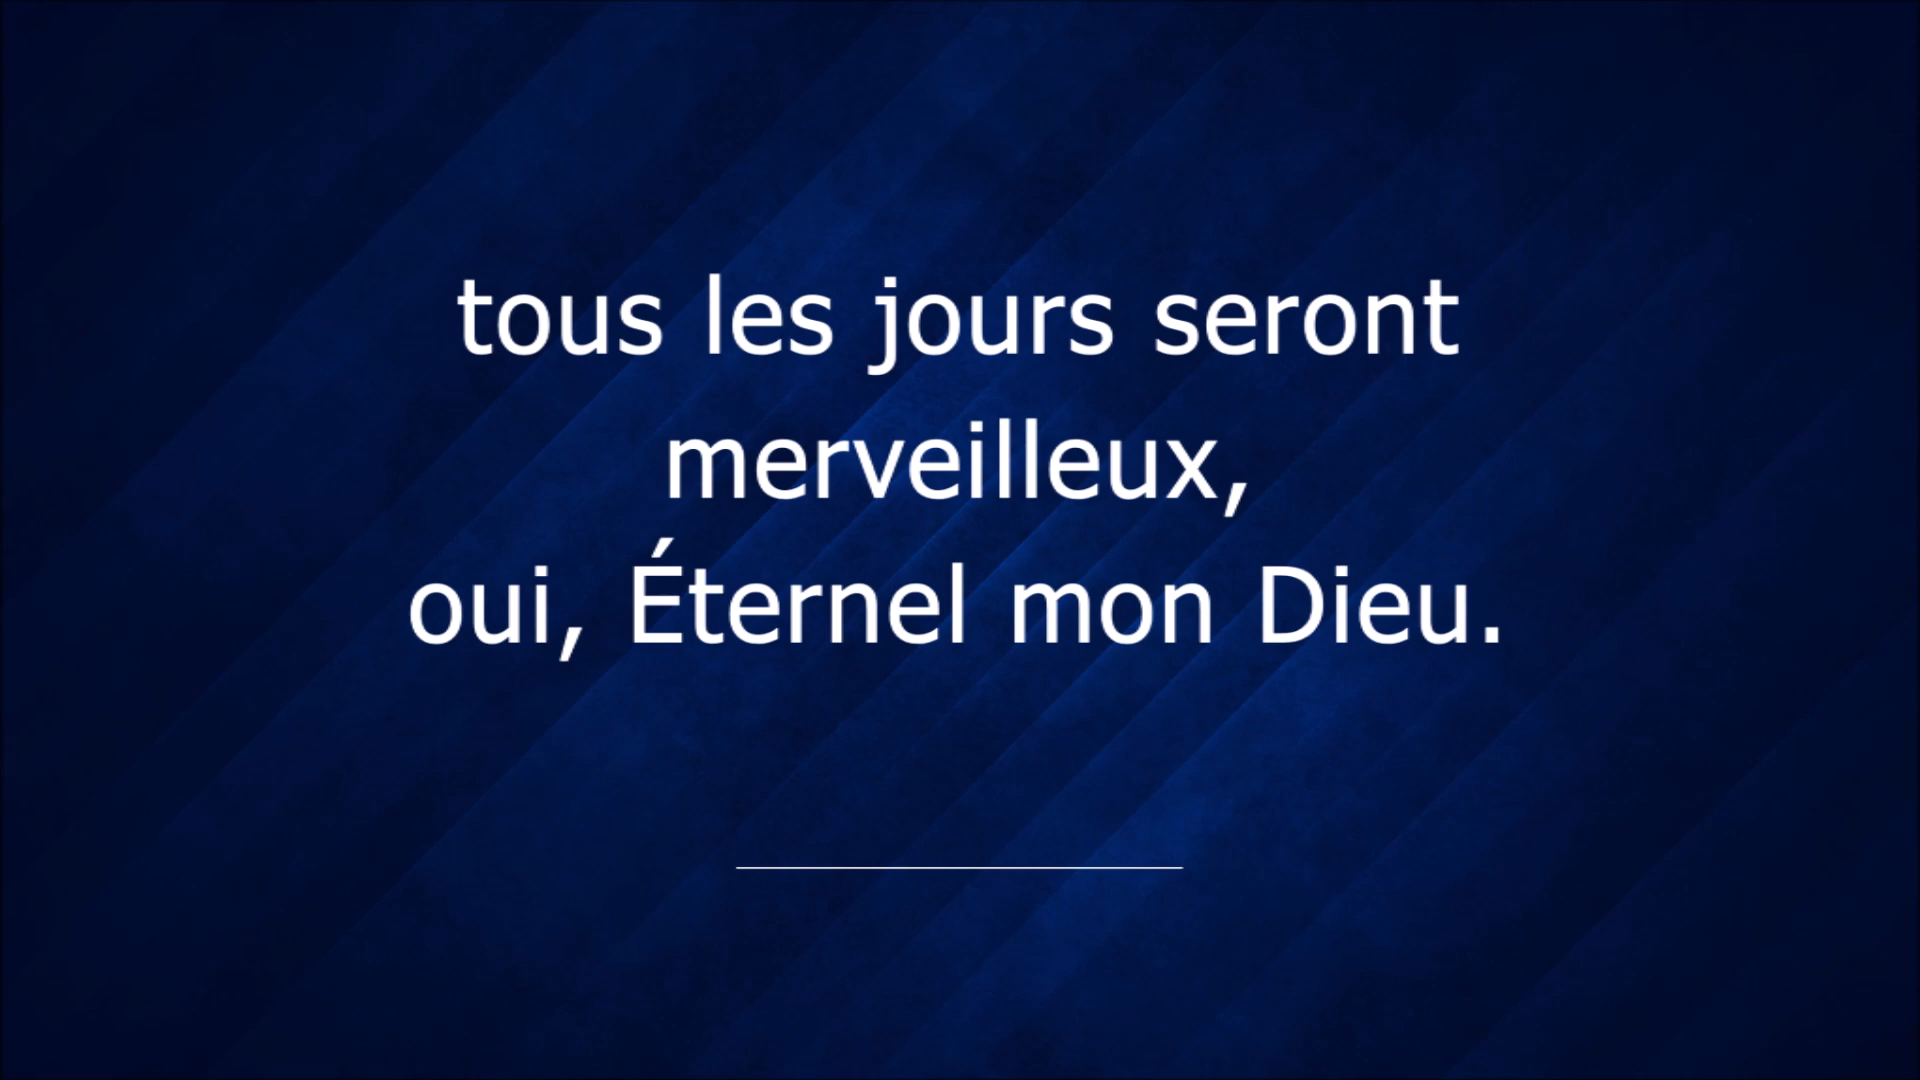 tous les jours seront
merveilleux,
oui, Éternel mon Dieu.